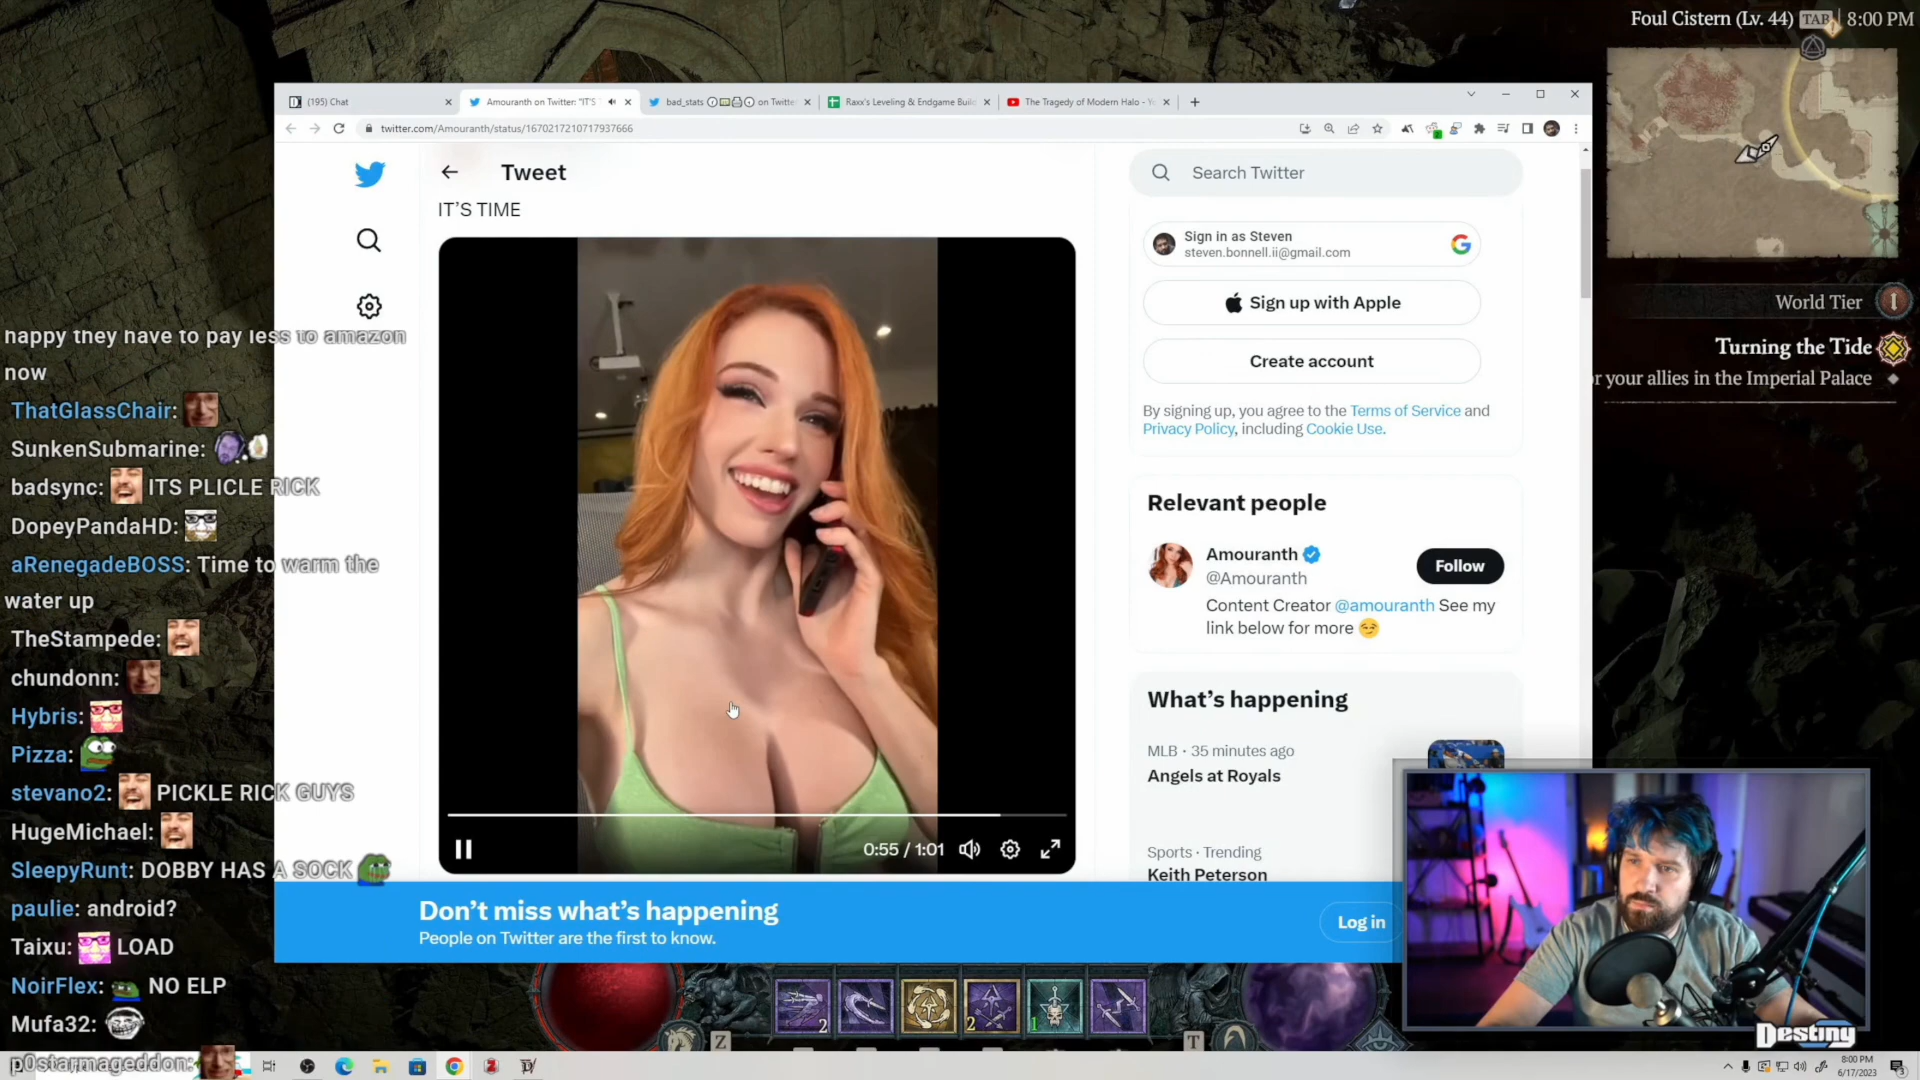 Foul Cistern (Lv. 44) TAB 8:00 PM
(195) Chat
Amouranth on Twitter: "IT'S
bad_stats
on Twitte
Raxx's Leveling & Endgame Buil
The Tragedy of Modern Halo - Y
twitter.com/Amouranth/status/1670217210717937666
Tweet
IT'S TIME
Search Twitter
Sign in as Steven
steven.bonnell.ii@gmail.com
Sign up with Apple
Create account
By signing up, you agree to the Terms of Service and
Privacy Policy, including Cookie Use.
Relevant people
Amouranth
@Amouranth
Follow
Content Creator @amouranth See my
link below for more
What's happening
MLB · 35 minutes ago
Angels at Royals
Sports · Trending
Keith Peterson
0:55 / 1:01
Don't miss what's happening
People on Twitter are the first to know.
Log in
World Tier 1
Turning the Tide
r your allies in the Imperial Palace
happy they have to pay less to amazon
now
ThatGlassChair:
SunkenSubmarine:
badsync: ITS PLICLE RICK
DopeyPandaHD:
aRenegadeBOSS: Time to warm the
water up
TheStampede:
chundonn:
Hybris:
Pizza:
stevano2: PICKLE RICK GUYS
HugeMichael:
SleepyRunt: DOBBY HAS A SOCK
paulie: android?
Taixu: LOAD
NoirFlex: NO ELP
Mufa32:
p0starmageddon:
Z
2
2
1
T
Destiny
8:00 PM
6/17/2023
3